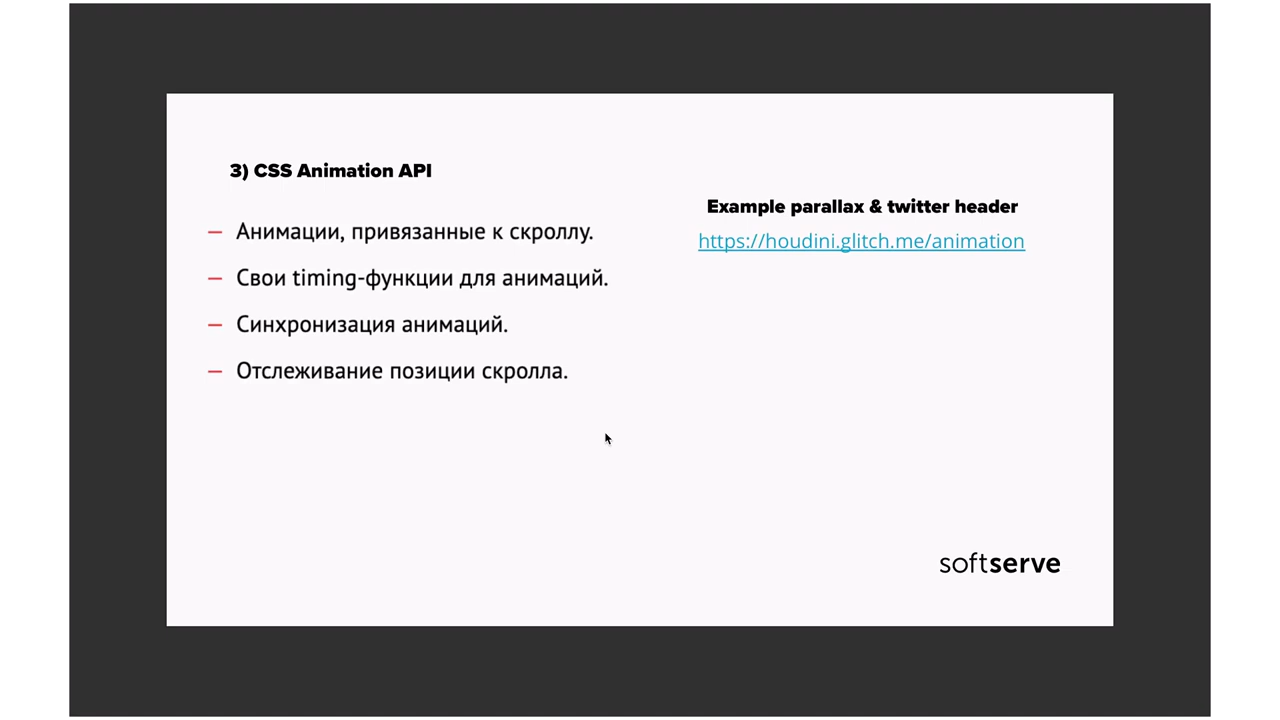 3) CSS Animation API
— Анимации, привязанные к скроллу.
— Свои timing-функции для анимаций.
— Синхронизация анимаций.
— Отслеживание позиции скролла.
Example parallax & twitter header
https://houdini.glitch.me/animation
softserve